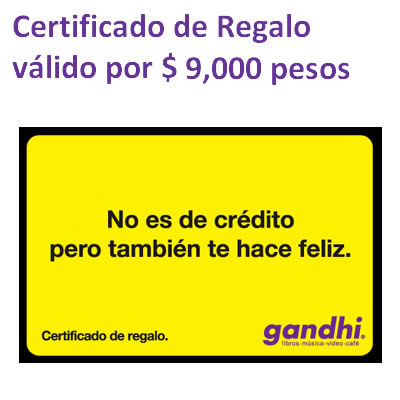 Certificado de Regalo
válido por $ 9,000 pesos
No es de crédito
pero también te hace feliz.
Certificado de regalo.
gandhi®
libros-música-video-café